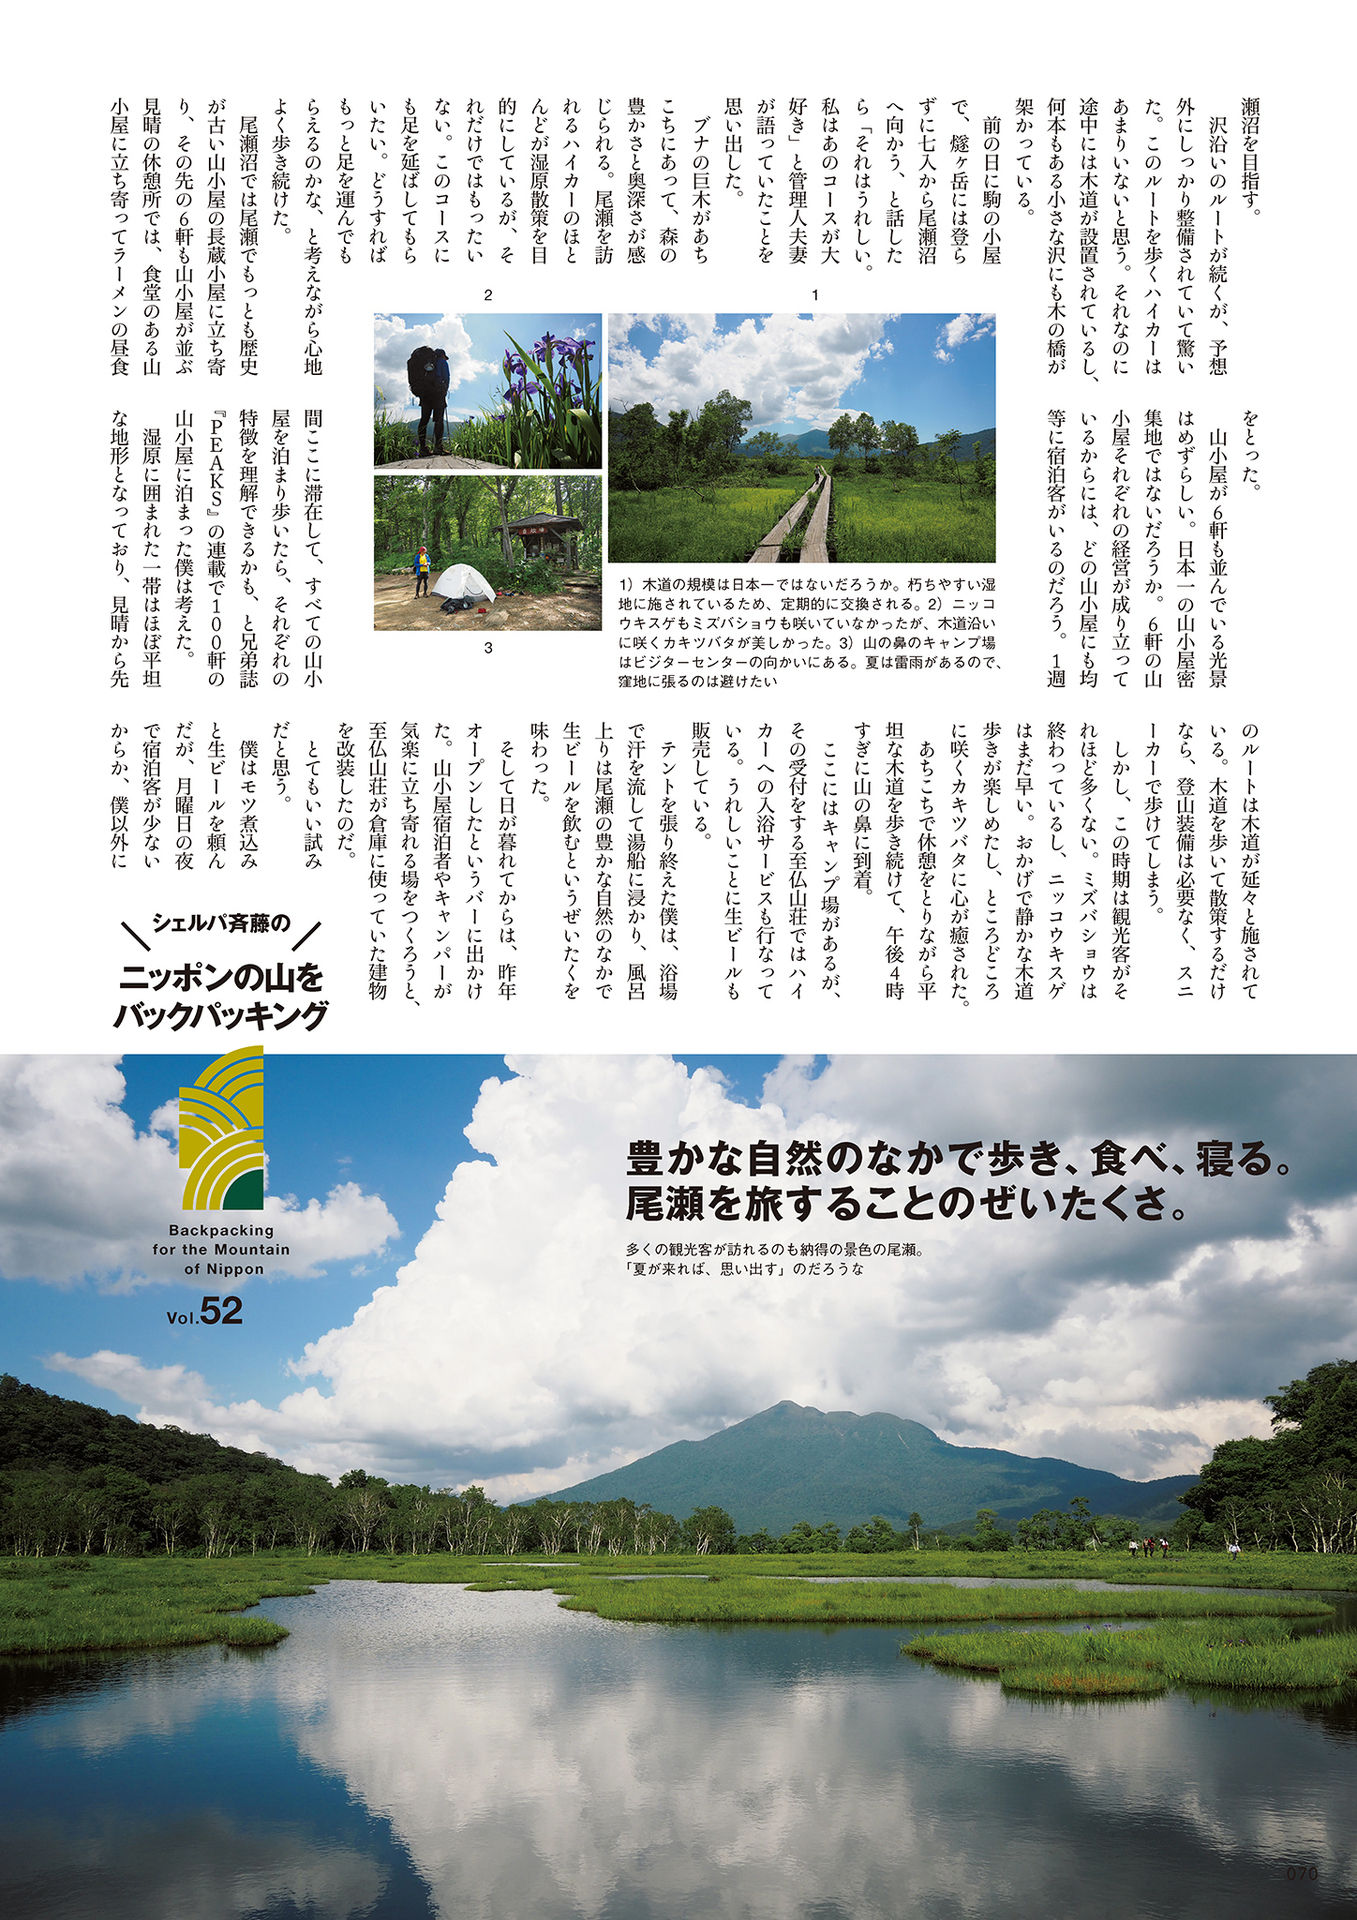 瀬沼を目指す。
　沢沿いのルートが続くが、予想
外にしっかり整備されていて驚い
た。このルートを歩くハイカーは
あまりいないと思う。それなのに
途中には木道が設置されているし、
何本もある小さな沢にも木の橋が
架かっている。
　前の日に駒の小屋
で、燧ヶ岳には登ら
ずに七入から尾瀬沼
へ向かう、と話した
ら「それはうれしい。
私はあのコースが大
好き」と管理人夫妻
が語っていたことを
思い出した。
　ブナの巨木があち
こちにあって、森の
豊かさと奥深さが感
じられる。尾瀬を訪
れるハイカーのほと
んどが湿原散策を目
的にしているが、そ
れだけではもったい
ない。このコースに
も足を延ばしてもら
いたい。どうすれば
もっと足を運んでも
らえるのかな、と考えながら心地
よく歩き続けた。
　尾瀬沼では尾瀬でもっとも歴史
が古い山小屋の長蔵小屋に立ち寄
り、その先の6軒も山小屋が並ぶ
見晴の休憩所では、食堂のある山
小屋に立ち寄ってラーメンの昼食
をとった。
　山小屋が6軒も並んでいる光景
はめずらしい。日本一の山小屋密
集地ではないだろうか。6軒の山
小屋それぞれの経営が成り立って
いるからには、どの山小屋にも均
等に宿泊客がいるのだろう。1週
間ここに滞在して、すべての山小
屋を泊まり歩いたら、それぞれの
特徴を理解できるかも、と兄弟誌
『PEAKS』の連載で100軒の
山小屋に泊まった僕は考えた。
　湿原に囲まれた一帯はほぼ平坦
な地形となっており、見晴から先
のルートは木道が延々と施されて
いる。木道を歩いて散策するだけ
なら、登山装備は必要なく、スニ
ーカーで歩けてしまう。
　しかし、この時期は観光客がそ
れほど多くない。ミズバショウは
終わっているし、ニッコウキスゲ
はまだ早い。おかげで静かな木道
歩きが楽しめたし、ところどころ
に咲くカキツバタに心が癒された。
　あちこちで休憩をとりながら平
坦な木道を歩き続けて、午後4時
すぎに山の鼻に到着。
　ここにはキャンプ場があるが、
その受付をする至仏山荘ではハイ
カーへの入浴サービスも行なって
いる。うれしいことに生ビールも
販売している。
　テントを張り終えた僕は、浴場
で汗を流して湯船に浸かり、風呂
上りは尾瀬の豊かな自然のなかで
生ビールを飲むというぜいたくを
味わった。
　そして日が暮れてからは、昨年
オープンしたというバーに出かけ
た。山小屋宿泊者やキャンパーが
気楽に立ち寄れる場をつくろうと、
至仏山荘が倉庫に使っていた建物
を改装したのだ。
　とてもいい試み
だと思う。
　僕はモツ煮込み
と生ビールを頼ん
だが、月曜日の夜
で宿泊客が少ない
からか、僕以外に
1
2
3
1）木道の規模は日本一ではないだろうか。朽ちやすい湿
地に施されているため、定期的に交換される。2）ニッコ
ウキスゲもミズバショウも咲いていなかったが、木道沿い
に咲くカキツバタが美しかった。3）山の鼻のキャンプ場
はビジターセンターの向かいにある。夏は雷雨があるので、
窪地に張るのは避けたい
シェルパ斉藤の
ニッポンの山を
バックパッキング
Backpacking
for the Mountain
of Nippon
Vol.52
豊かな自然のなかで歩き、食べ、寝る。
尾瀬を旅することのぜいたくさ。
多くの観光客が訪れるのも納得の景色の尾瀬。
「夏が来れば、思い出す」のだろうな
070